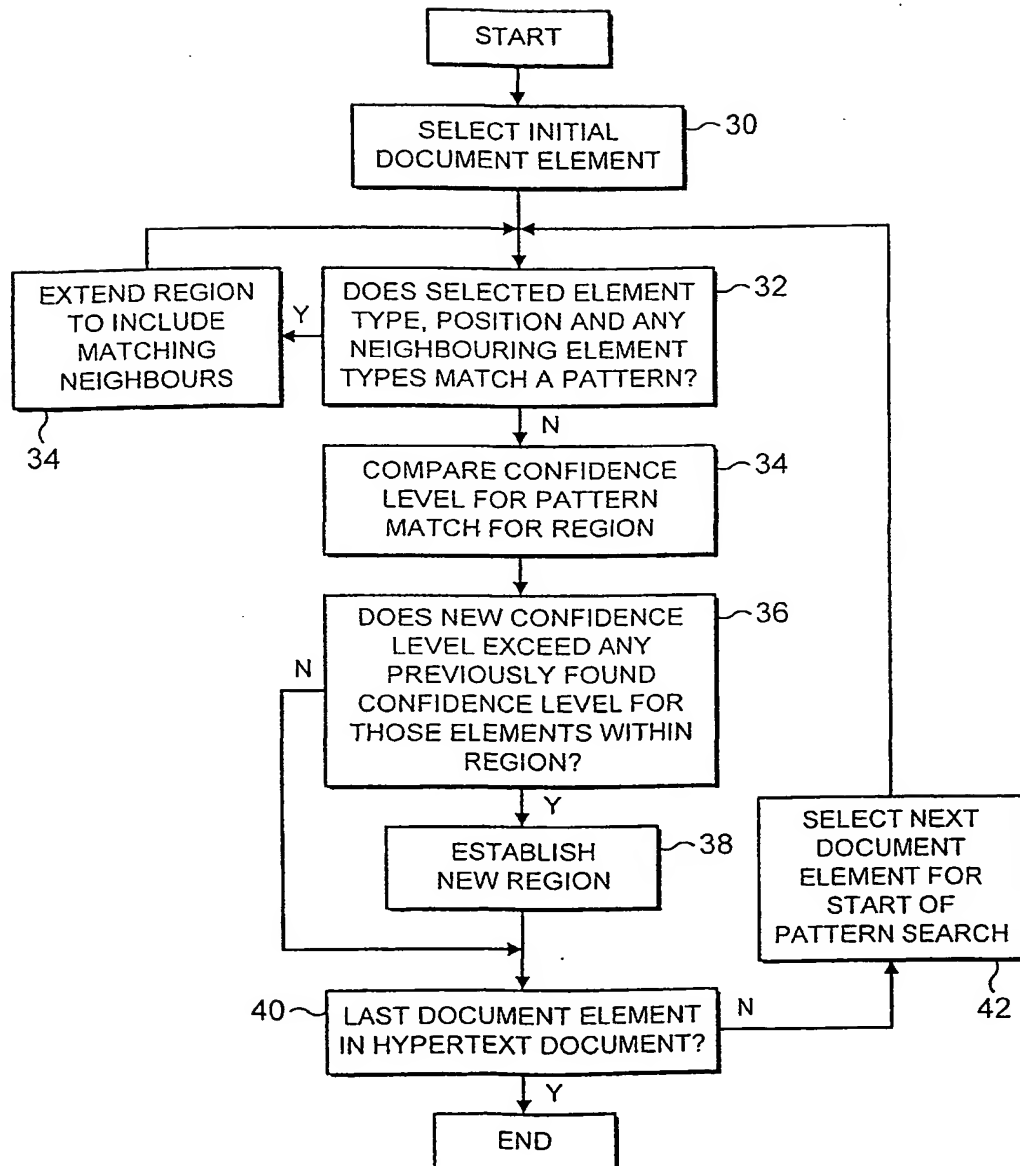 START
SELECT INITIAL
DOCUMENT ELEMENT
30
EXTEND REGION
TO INCLUDE
MATCHING
NEIGHBOURS
34
Y
DOES SELECTED ELEMENT
TYPE, POSITION AND ANY
NEIGHBOURING ELEMENT
TYPES MATCH A PATTERN?
32
N
COMPARE CONFIDENCE
LEVEL FOR PATTERN
MATCH FOR REGION
34
DOES NEW CONFIDENCE
LEVEL EXCEED ANY
PREVIOUSLY FOUND
CONFIDENCE LEVEL FOR
THOSE ELEMENTS WITHIN
REGION?
36
N
Y
ESTABLISH
NEW REGION
38
SELECT NEXT
DOCUMENT
ELEMENT FOR
START OF
PATTERN SEARCH
42
40
LAST DOCUMENT ELEMENT
IN HYPERTEXT DOCUMENT?
N
Y
END